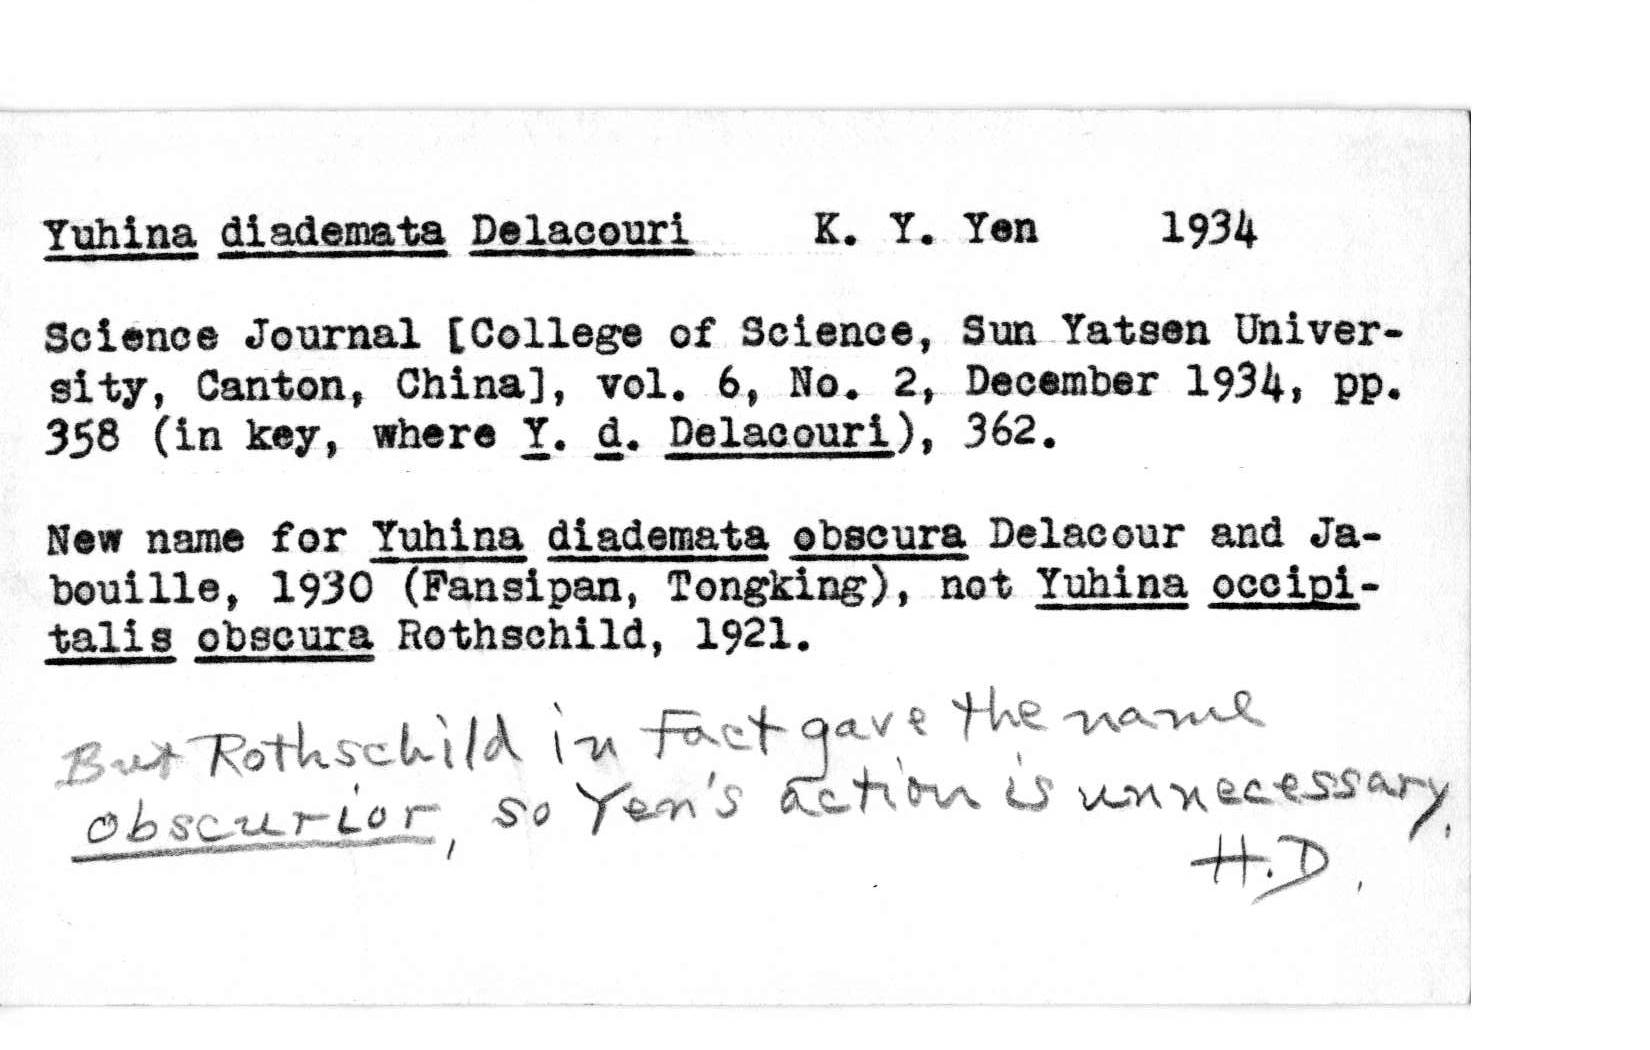 Yuhina diademata Delacouri K. Y. Yen 1934
Science Journal [College of Science, Sun Yatsen Univer-
sity, Canton, China], vol. 6, No. 2, December 1934, pp.
358 (in key, where Y. d. Delacouri), 362.
New name for Yuhina diademata obscura Delacour and Ja-
bouille, 1930 (Fansipan, Tongking), not Yuhina occipi-
talis obscura Rothschild, 1921.
But Rothschild in fact gave the name
obscurior, so Yen's action is unnecessary.
H.D.